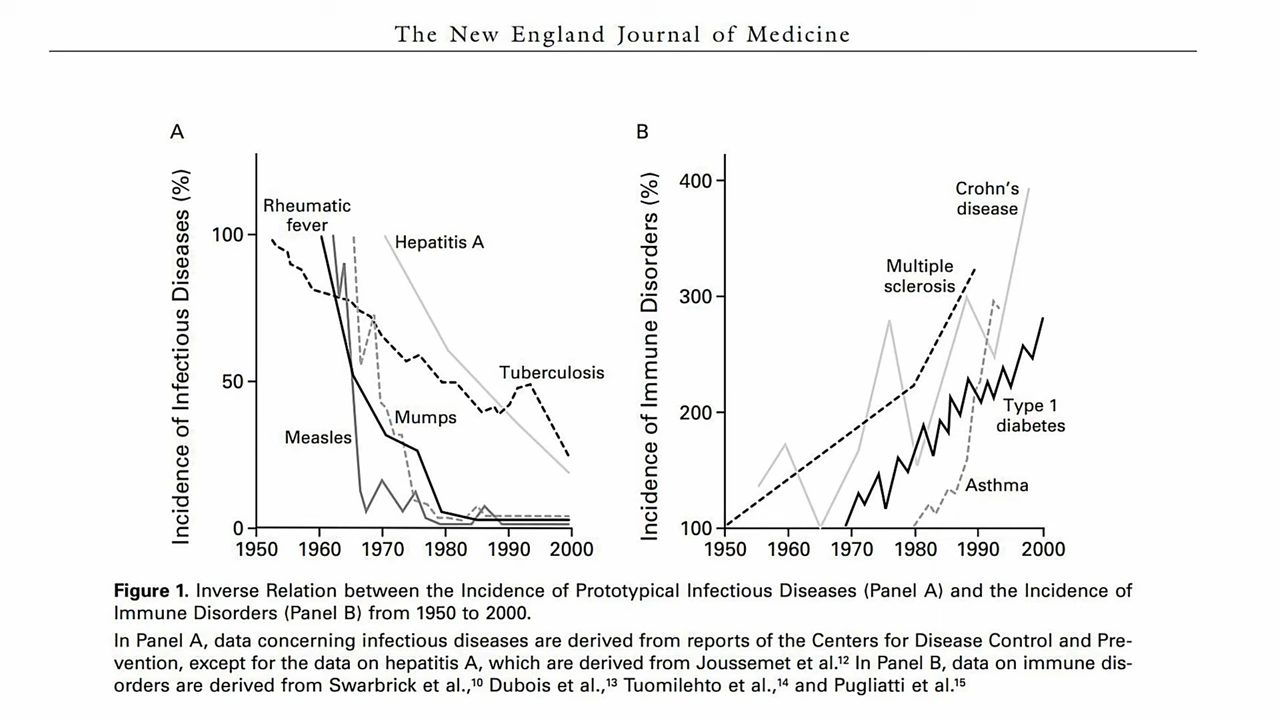 The New England Journal of Medicine
A
Incidence of Infectious Diseases (%)
100
50
0
1950 1960 1970 1980 1990 2000
Rheumatic
fever
Hepatitis A
Tuberculosis
Mumps
Measles
B
Incidence of Immune Disorders (%)
400
300
200
100
1950 1960 1970 1980 1990 2000
Crohn's
disease
Multiple
sclerosis
Type 1
diabetes
Asthma
Figure 1. Inverse Relation between the Incidence of Prototypical Infectious Diseases (Panel A) and the Incidence of
Immune Disorders (Panel B) from 1950 to 2000.
In Panel A, data concerning infectious diseases are derived from reports of the Centers for Disease Control and Pre-
vention, except for the data on hepatitis A, which are derived from Joussemet et al.¹² In Panel B, data on immune dis-
orders are derived from Swarbrick et al.,¹⁰ Dubois et al.,¹³ Tuomilehto et al.,¹⁴ and Pugliatti et al.¹⁵